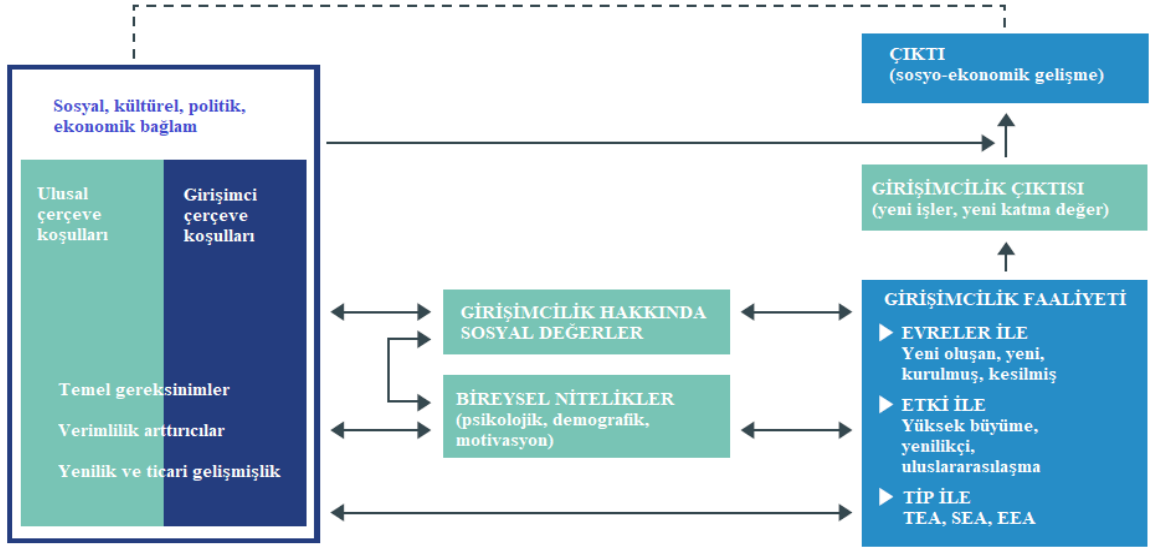 Sosyal, kültürel, politik,
ekonomik bağlam
Ulusal
çerçeve
koşulları
Girişimci
çerçeve
koşulları
Temel gereksinimler
Verimlilik arttırıcılar
Yenilik ve ticari gelişmişlik
GİRİŞİMCİLİK HAKKINDA
SOSYAL DEĞERLER
BİREYSEL NİTELİKLER
(psikolojik, demografik,
motivasyon)
ÇIKTI
(sosyo-ekonomik gelişme)
GİRİŞİMCİLİK ÇIKTISI
(yeni işler, yeni katma değer)
GİRİŞİMCİLİK FAALİYETİ
EVRELER İLE
Yeni oluşan, yeni,
kurulmuş, kesilmiş
ETKİ İLE
Yüksek büyüme,
yenilikçi,
uluslararasılaşma
TİP İLE
TEA, SEA, EEA